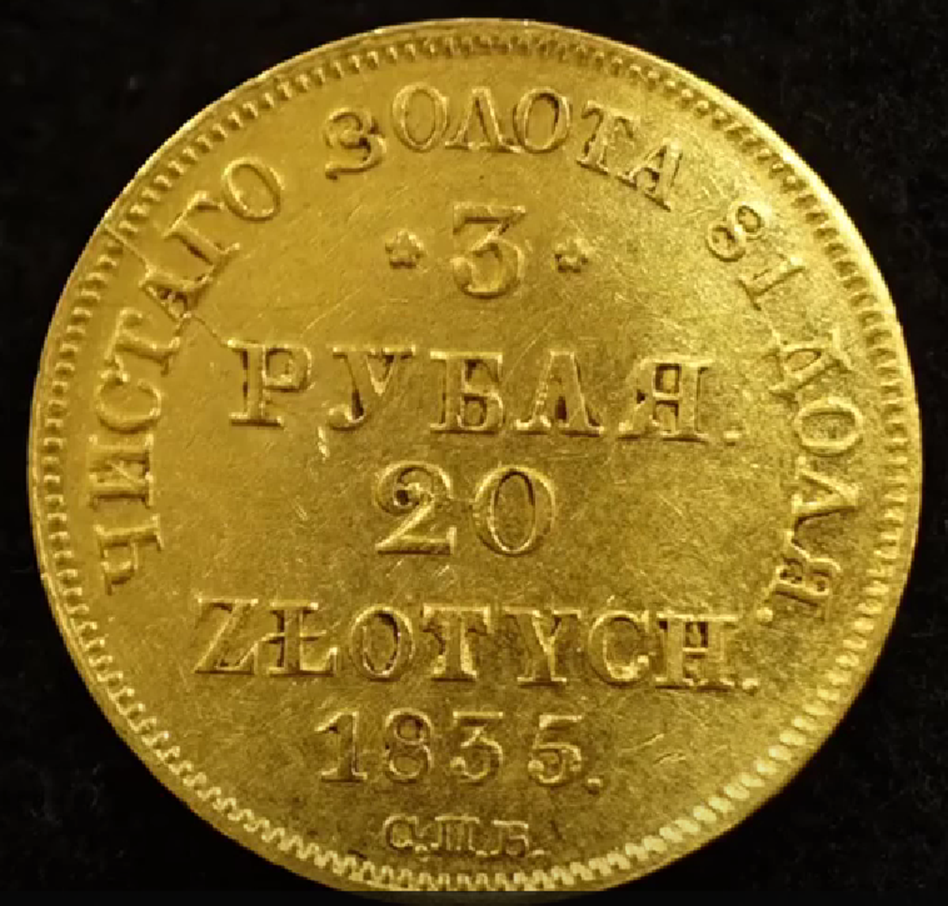 ЧИСТАГО ЗОЛОТА 81 ДОЛЯ.
3
РУБЛЯ.
20
ZŁOTYCH.
1835.
С.П.Б.